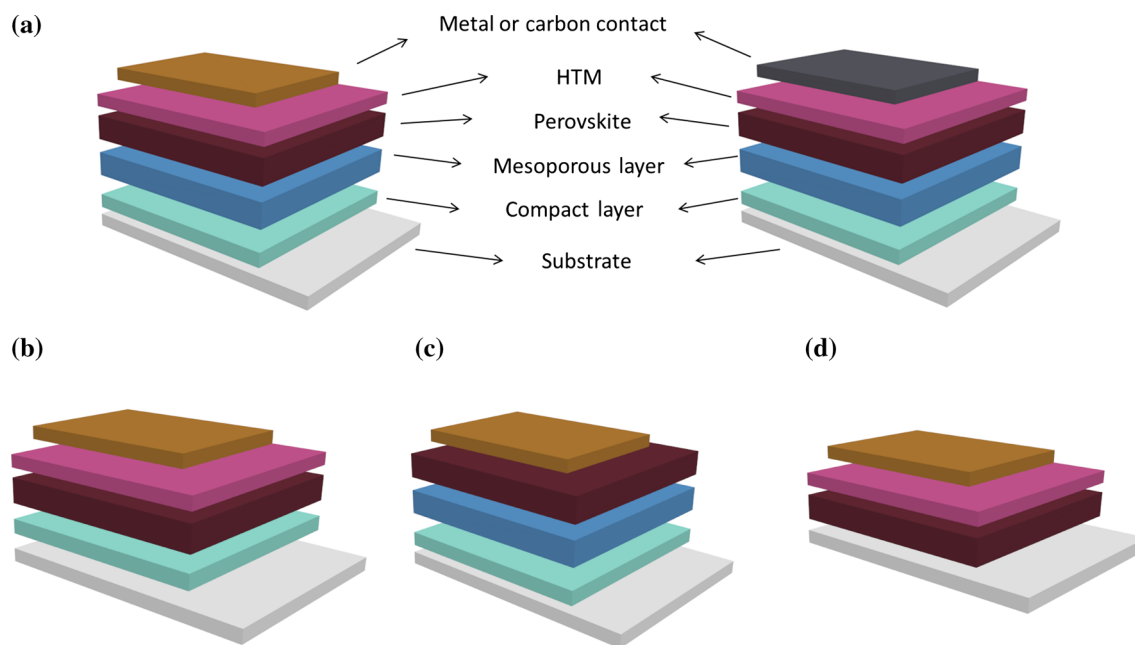 (a)
Metal or carbon contact
HTM
Perovskite
Mesoporous layer
Compact layer
Substrate
(b)
(c)
(d)